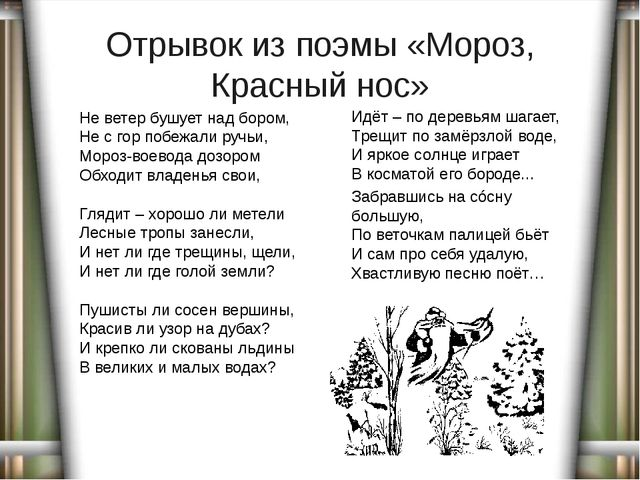 Отрывок из поэмы «Мороз,
Красный нос»
Не ветер бушует над бором,
Не с гор побежали ручьи,
Мороз-воевода дозором
Обходит владенья свои,
Глядит – хорошо ли метели
Лесные тропы занесли,
И нет ли где трещины, щели,
И нет ли где голой земли?
Пушисты ли сосен вершины,
Красив ли узор на дубах?
И крепко ли скованы льдины
В великих и малых водах?
Идёт – по деревьям шагает,
Трещит по замёрзлой воде,
И яркое солнце играет
В косматой его бороде...
Забравшись на со́сну
большую,
По веточкам палицей бьёт
И сам про себя удалую,
Хвастливую песню поёт…